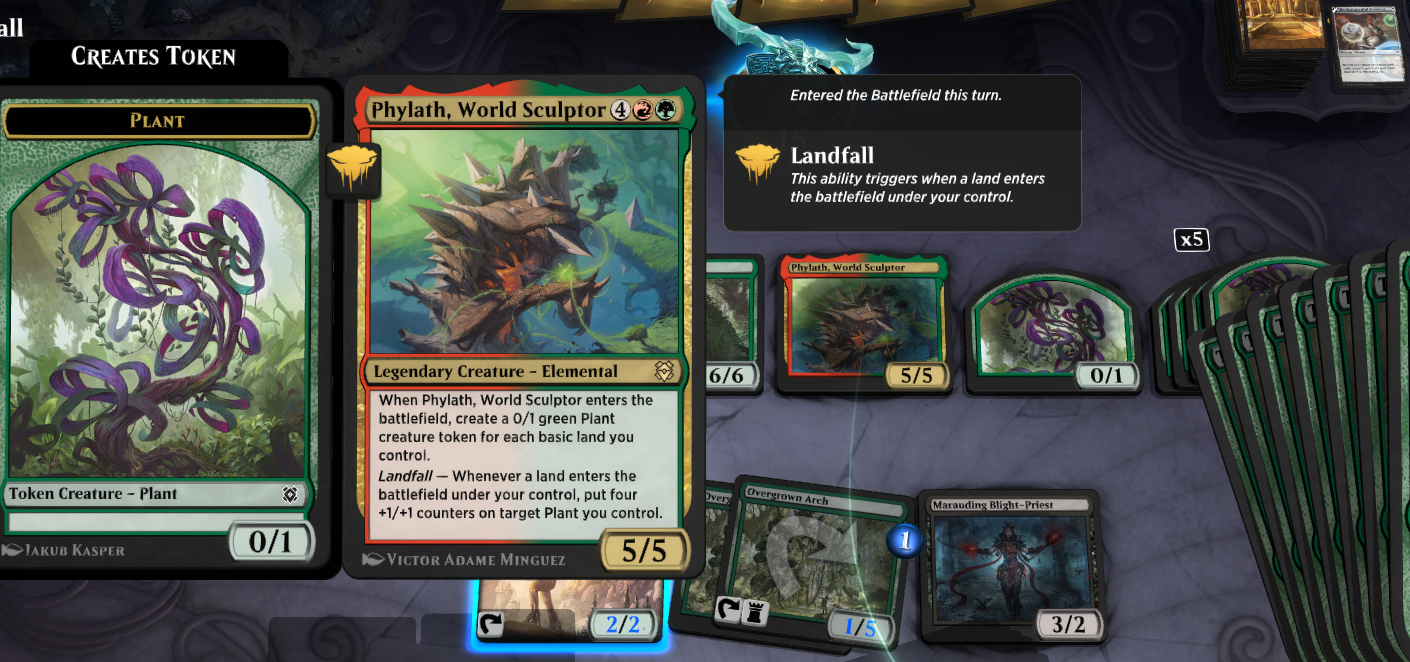 all
CREATES TOKEN
PLANT
Token Creature – Plant
0/1
JAKUB KASPER
Phylath, World Sculptor 4
Legendary Creature – Elemental
When Phylath, World Sculptor enters the
battlefield, create a 0/1 green Plant
creature token for each basic land you
control.
Landfall — Whenever a land enters the
battlefield under your control, put four
+1/+1 counters on target Plant you control.
5/5
VICTOR ADAME MINGUEZ
Entered the Battlefield this turn.
Landfall
This ability triggers when a land enters
the battlefield under your control.
x5
6/6
Phylath, World Sculptor
5/5
0/1
2/2
Overg
Overgrown Arch
1
1/5
Marauding Blight-Priest
3/2